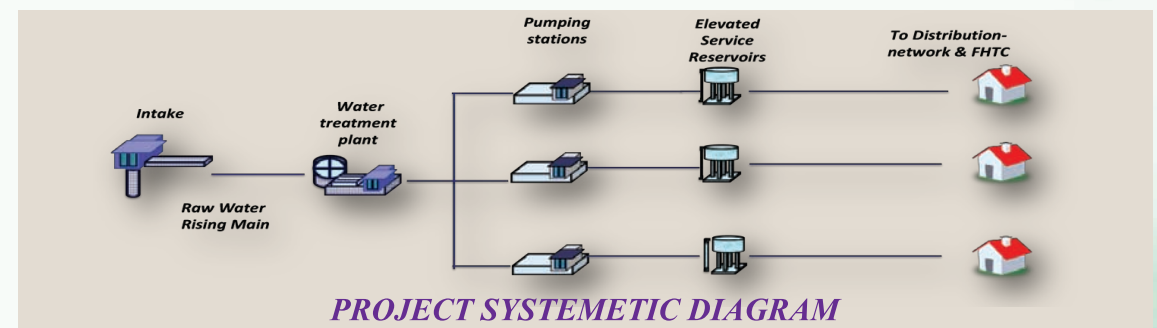 Intake
Raw Water
Rising Main
Water
treatment
plant
Pumping
stations
Elevated
Service
Reservoirs
To Distribution-
network & FHTC
PROJECT SYSTEMETIC DIAGRAM